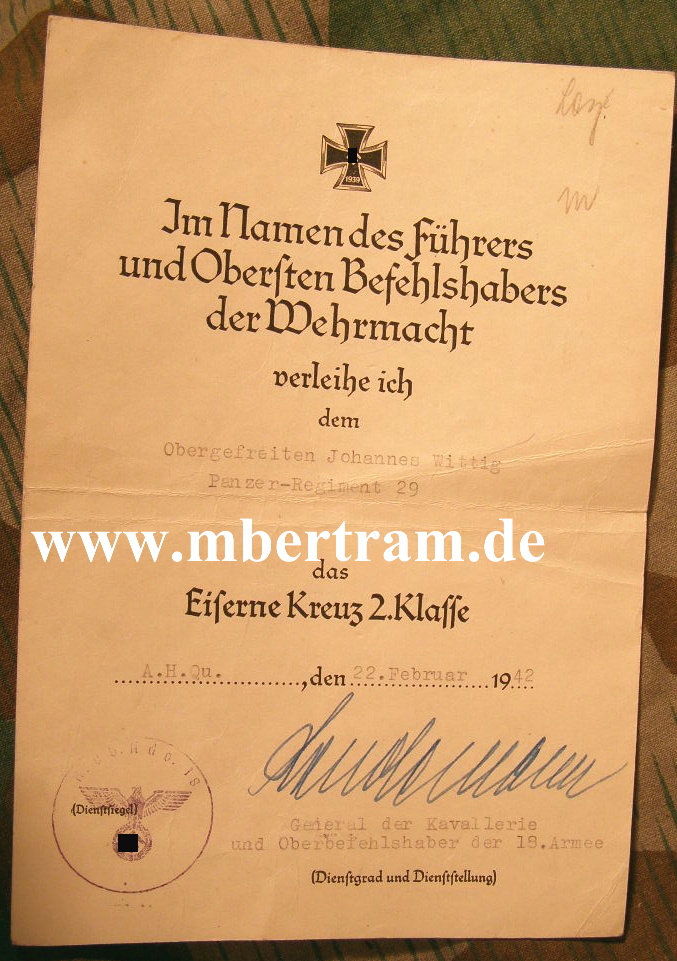 1939
Im Namen des Führers
und Obersten Befehlshabers
der Wehrmacht
verleihe ich
dem
Obergefreiten Johannes Wittig
Panzer-Regiment 29
www.mbertram.de
das
Eiserne Kreuz 2.Klasse
A.H.Qu. , den 22.Februar 1942
(Dienstsiegel)
General der Kavallerie
und Oberbefehlshaber der 18.Armee
(Dienstgrad und Dienststellung)